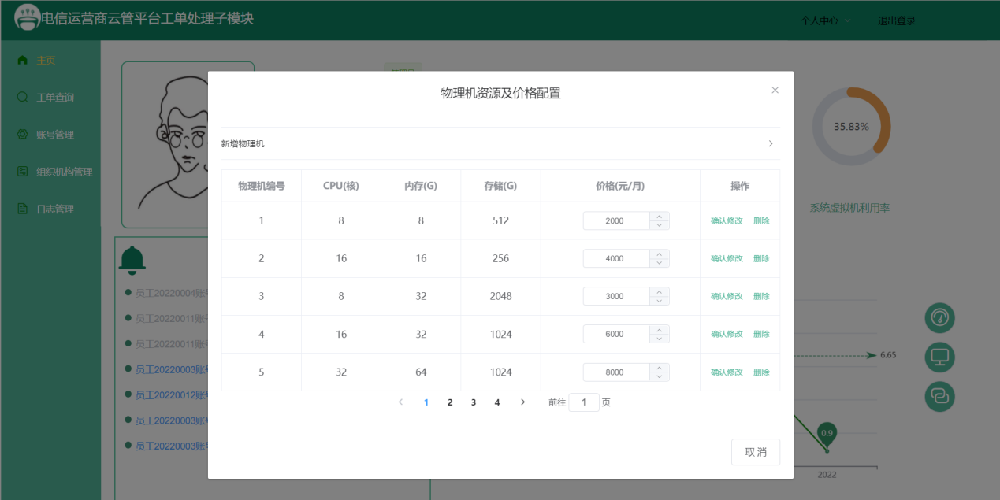 电信运营商云管平台工单处理子模块
个人中心 退出登录
主页
工单查询
账号管理
组织机构管理
日志管理
物理机资源及价格配置
新增物理机
物理机编号 CPU(核) 内存(G) 存储(G) 价格(元/月) 操作
1 8 8 512 2000 确认修改 删除
2 16 16 256 4000 确认修改 删除
3 8 32 2048 3000 确认修改 删除
4 16 32 1024 6000 确认修改 删除
5 32 64 1024 8000 确认修改 删除
1 2 3 4 前往 1 页
取消
35.83%
系统虚拟机利用率
员工20220004账
员工20220011账
员工20220011账
员工20220003账
员工20220012账
员工20220003账
员工20220003账
6.65
0.9
2022